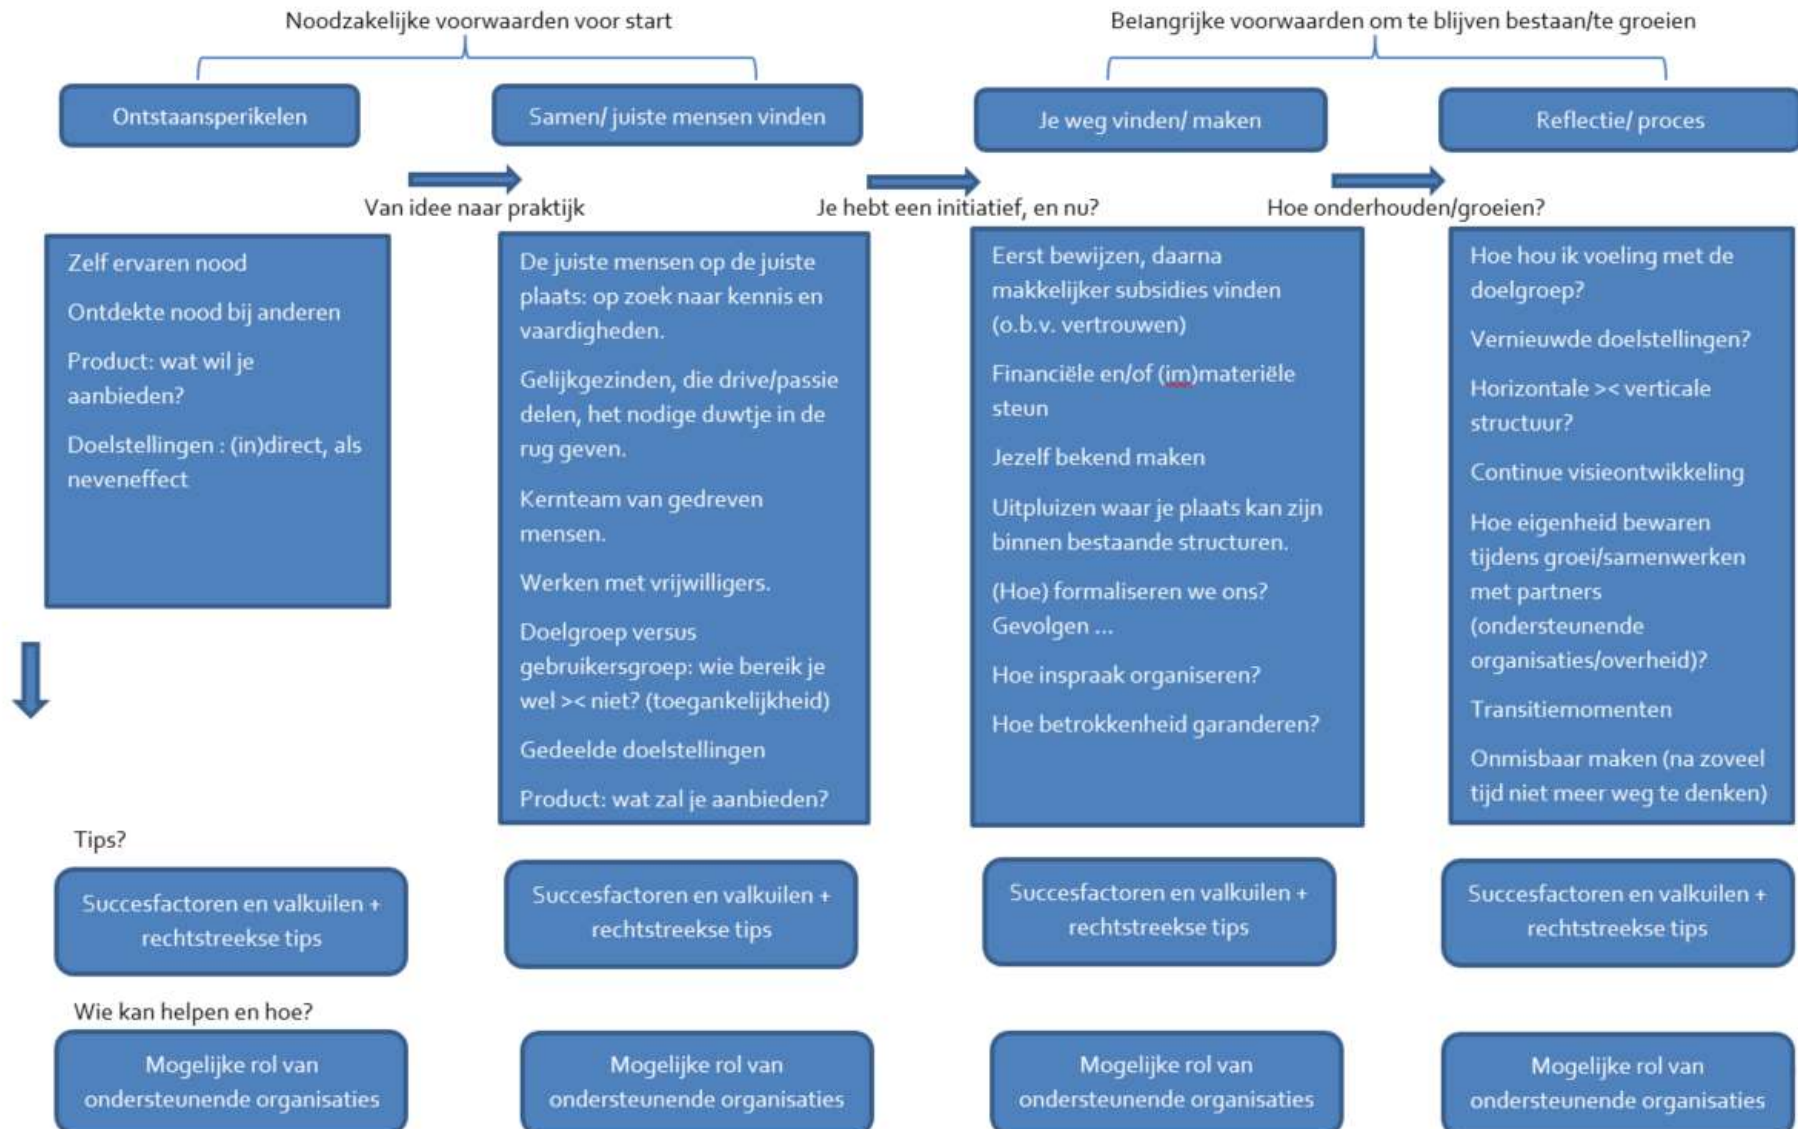 Noodzakelijke voorwaarden voor start
Belangrijke voorwaarden om te blijven bestaan/te groeien
Ontstaansperikelen
Samen/ juiste mensen vinden
Je weg vinden/ maken
Reflectie/ proces
Van idee naar praktijk
Je hebt een initiatief, en nu?
Hoe onderhouden/groeien?
Zelf ervaren nood
Ontdekte nood bij anderen
Product: wat wil je
aanbieden?
Doelstellingen : (in)direct, als
neveneffect
De juiste mensen op de juiste
plaats: op zoek naar kennis en
vaardigheden.
Gelijkgezinden, die drive/passie
delen, het nodige duwtje in de
rug geven.
Kernteam van gedreven
mensen.
Werken met vrijwilligers.
Doelgroep versus
gebruikersgroep: wie bereik je
wel >< niet? (toegankelijkheid)
Gedeelde doelstellingen
Product: wat zal je aanbieden?
Eerst bewijzen, daarna
makkelijker subsidies vinden
(o.b.v. vertrouwen)
Financiële en/of (im)materiële
steun
Jezelf bekend maken
Uitpluizen waar je plaats kan zijn
binnen bestaande structuren.
(Hoe) formaliseren we ons?
Gevolgen ...
Hoe inspraak organiseren?
Hoe betrokkenheid garanderen?
Hoe hou ik voeling met de
doelgroep?
Vernieuwde doelstellingen?
Horizontale >< verticale
structuur?
Continue visieontwikkeling
Hoe eigenheid bewaren
tijdens groei/samenwerken
met partners
(ondersteunende
organisaties/overheid)?
Transitiemomenten
Onmisbaar maken (na zoveel
tijd niet meer weg te denken)
Tips?
Succesfactoren en valkuilen +
rechtstreekse tips
Succesfactoren en valkuilen +
rechtstreekse tips
Succesfactoren en valkuilen +
rechtstreekse tips
Succesfactoren en valkuilen +
rechtstreekse tips
Wie kan helpen en hoe?
Mogelijke rol van
ondersteunende organisaties
Mogelijke rol van
ondersteunende organisaties
Mogelijke rol van
ondersteunende organisaties
Mogelijke rol van
ondersteunende organisaties